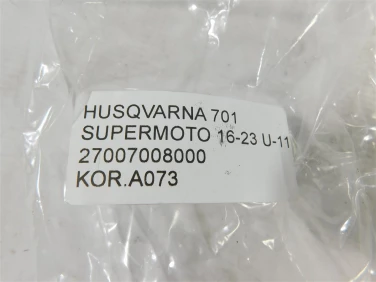 HUSQVARNA 701
SUPERMOTO 16-23 U-11
27007008000
KOR.A073